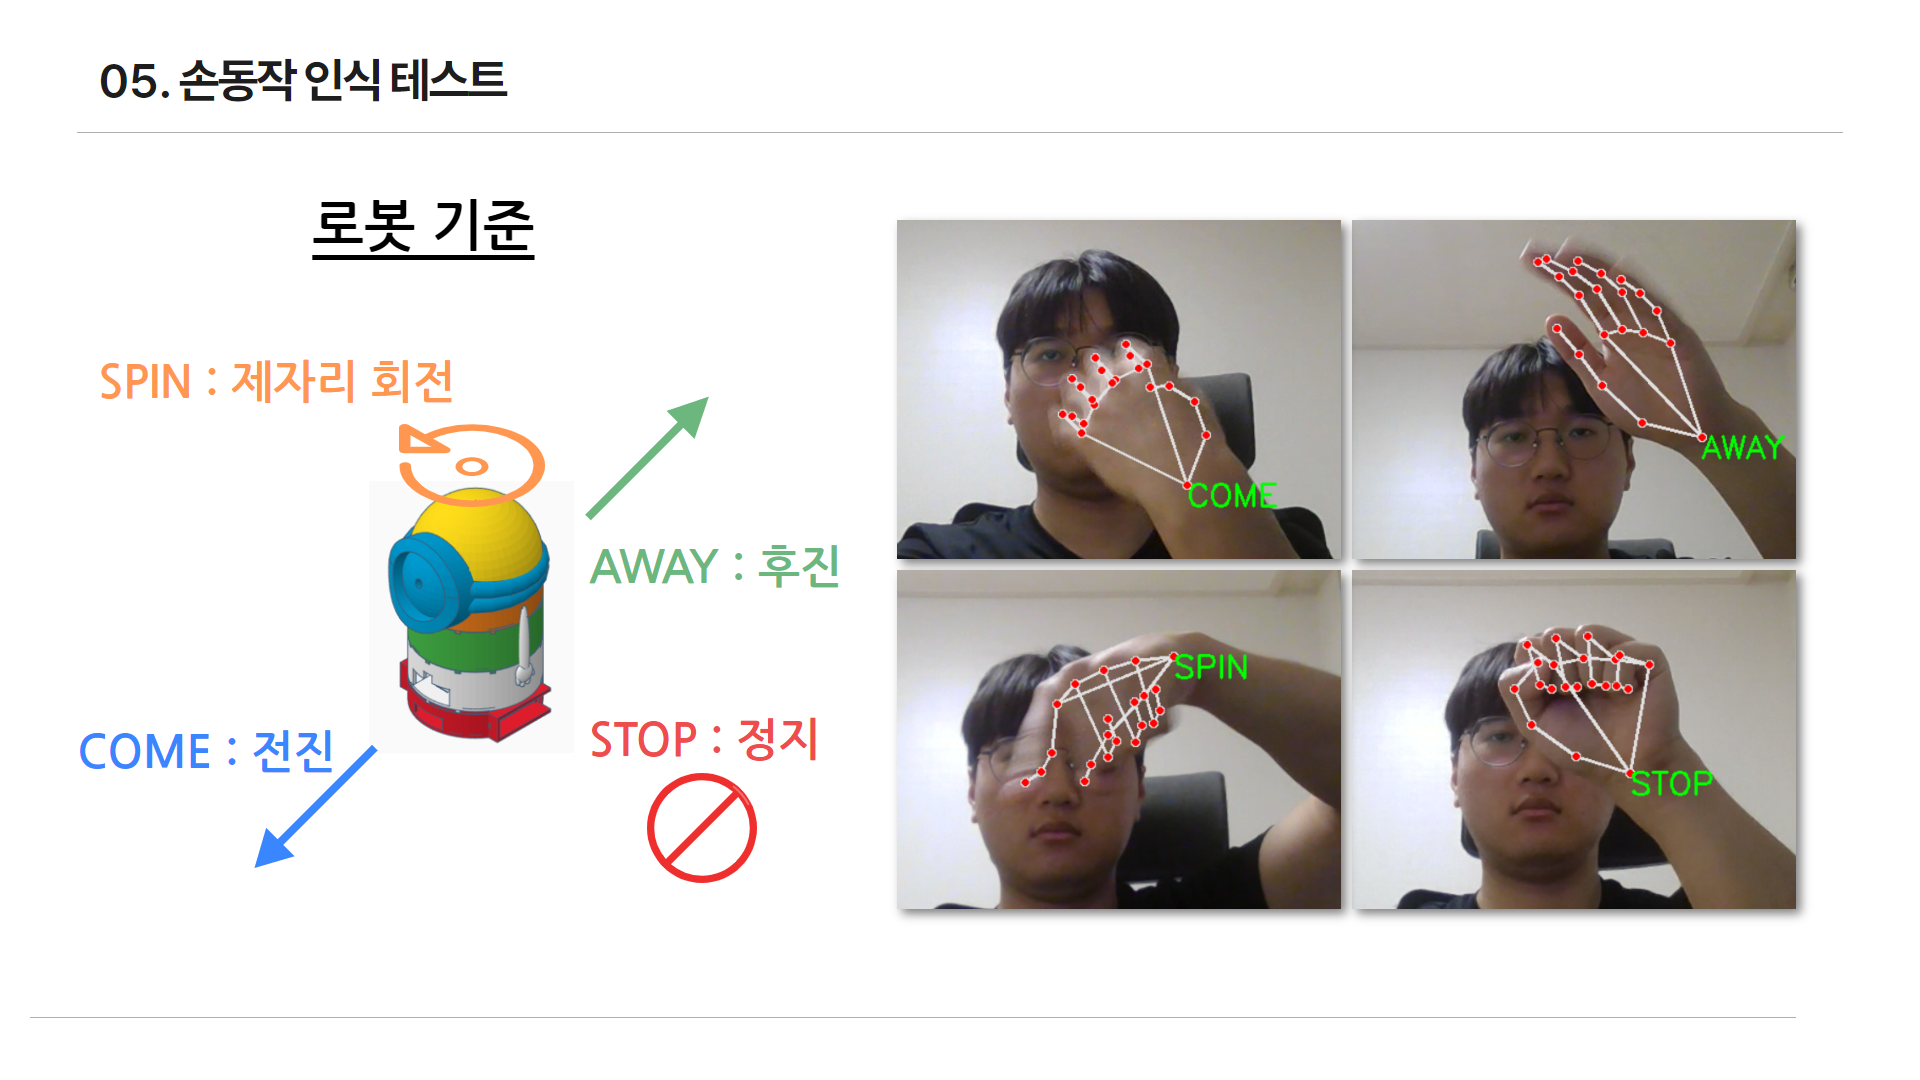 05. 손동작 인식 테스트
로봇 기준
SPIN : 제자리 회전
AWAY : 후진
COME : 전진
STOP : 정지
COME
AWAY
SPIN
STOP